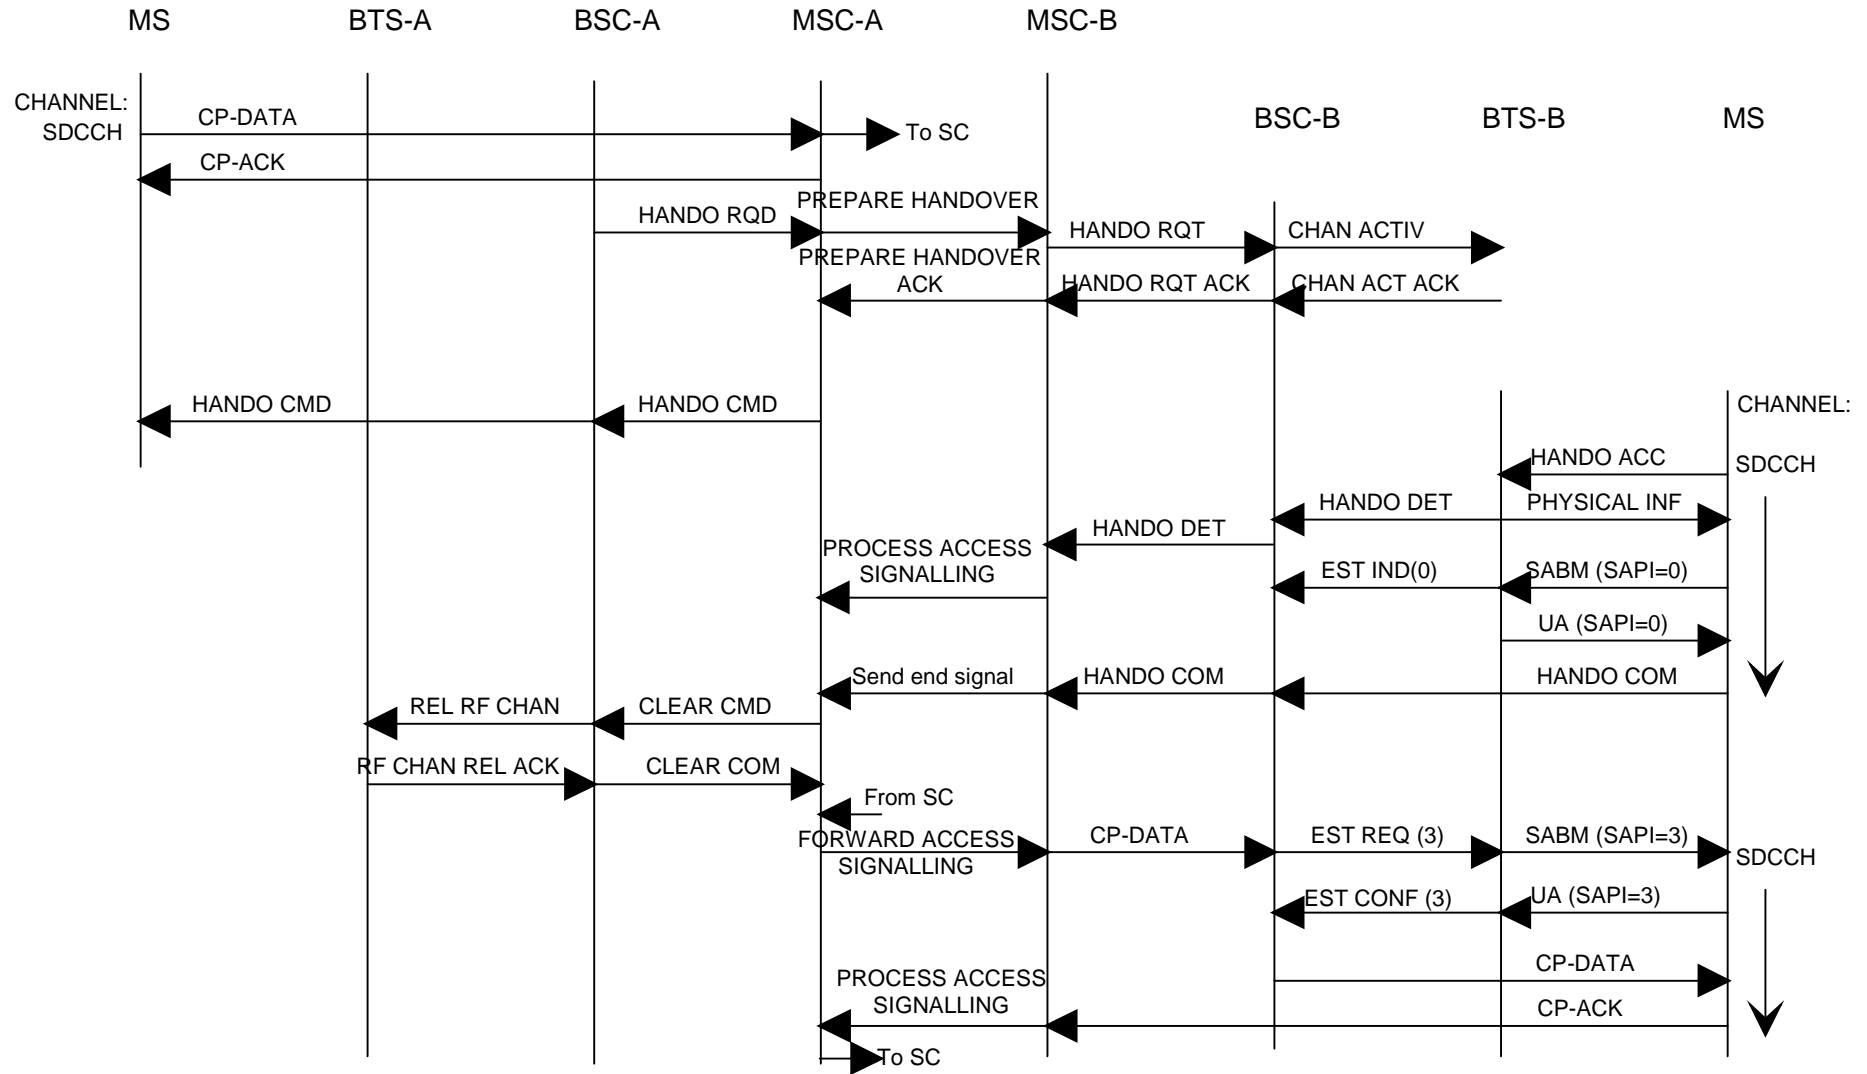 MS BTS-A BSC-A MSC-A MSC-B
CHANNEL:
SDCCH
CP-DATA
To SC
BSC-B BTS-B MS
CP-ACK
PREPARE HANDOVER
HANDO RQD
HANDO RQT
CHAN ACTIV
PREPARE HANDOVER
ACK
HANDO RQT ACK
CHAN ACT ACK
HANDO CMD
HANDO CMD
CHANNEL:
HANDO ACC
SDCCH
HANDO DET
PHYSICAL INF
HANDO DET
PROCESS ACCESS
SIGNALLING
EST IND(0)
SABM (SAPI=0)
UA (SAPI=0)
Send end signal
HANDO COM
HANDO COM
REL RF CHAN
CLEAR CMD
RF CHAN REL ACK
CLEAR COM
From SC
FORWARD ACCESS
SIGNALLING
CP-DATA
EST REQ (3)
SABM (SAPI=3)
SDCCH
EST CONF (3)
UA (SAPI=3)
CP-DATA
PROCESS ACCESS
SIGNALLING
CP-ACK
To SC